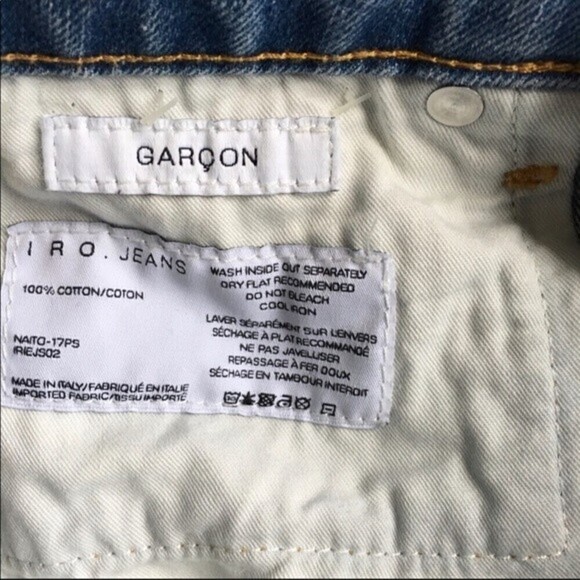 GARÇON
I R O . JEANS
100% COTTON/COTON
NAITO-17PS
RIEJS02
MADE IN ITALY/FABRIQUÉ EN ITALIE
IMPORTED FABRIC/TISSU IMPORTÉ
WASH INSIDE OUT SEPARATELY
DRY FLAT RECOMMENDED
DO NOT BLEACH
COOL IRON
LAVER SÉPARÉMENT SUR L'ENVERS
SÉCHAGE À PLAT RECOMMANDÉ
NE PAS JAVELLISER
REPASSAGE À FER DOUX
SÉCHAGE EN TAMBOUR INTERDIT